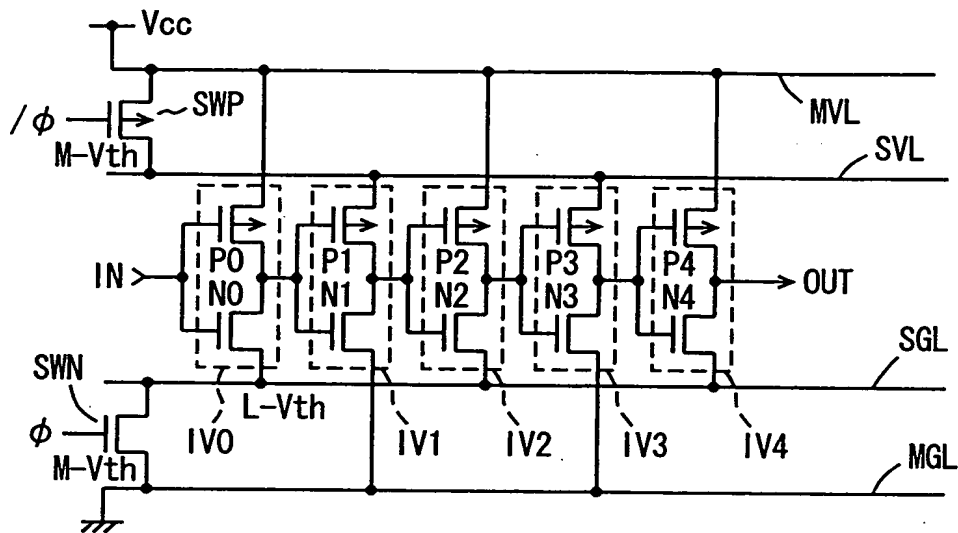 Vcc
/φ
SWP
M-Vth
MVL
SVL
IN
P0
N0
P1
N1
P2
N2
P3
N3
P4
N4
OUT
SWN
L-Vth
SGL
IV0
IV1
IV2
IV3
IV4
φ
M-Vth
MGL